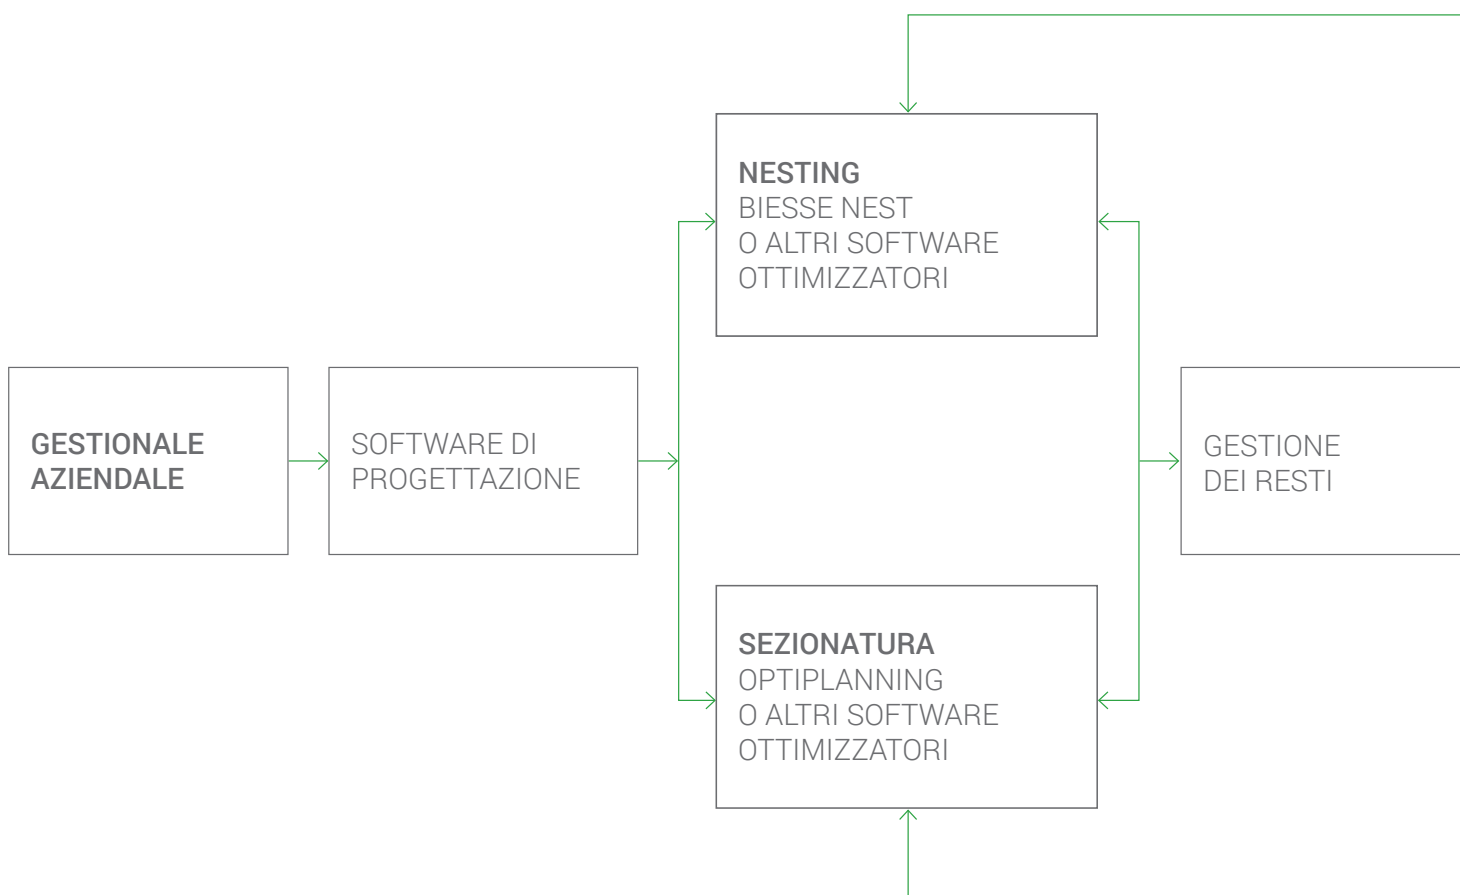 NESTING
BIESSE NEST
O ALTRI SOFTWARE
OTTIMIZZATORI
GESTIONALE
AZIENDALE
SOFTWARE DI
PROGETTAZIONE
GESTIONE
DEI RESTI
SEZIONATURA
OPTIPLANNING
O ALTRI SOFTWARE
OTTIMIZZATORI